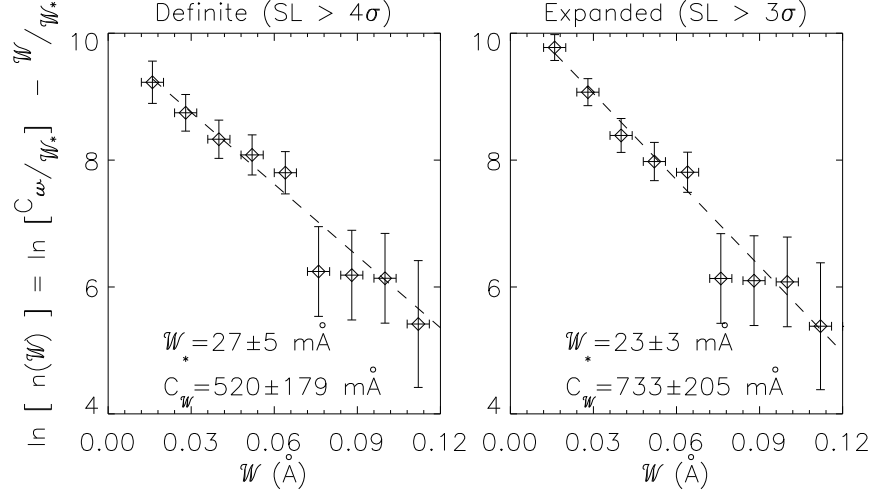 Definite (SL > 4σ)
Expanded (SL > 3σ)
ln [ n(𝒲) ] = ln [C𝓌/𝒲*] − 𝒲/𝒲*
10
8
6
4
𝒲*=27±5 mÅ
C𝒲=520±179 mÅ
0.00 0.03 0.06 0.09 0.12
𝒲 (Å)
10
8
6
4
𝒲*=23±3 mÅ
C𝒲=733±205 mÅ
0.00 0.03 0.06 0.09 0.12
𝒲 (Å)